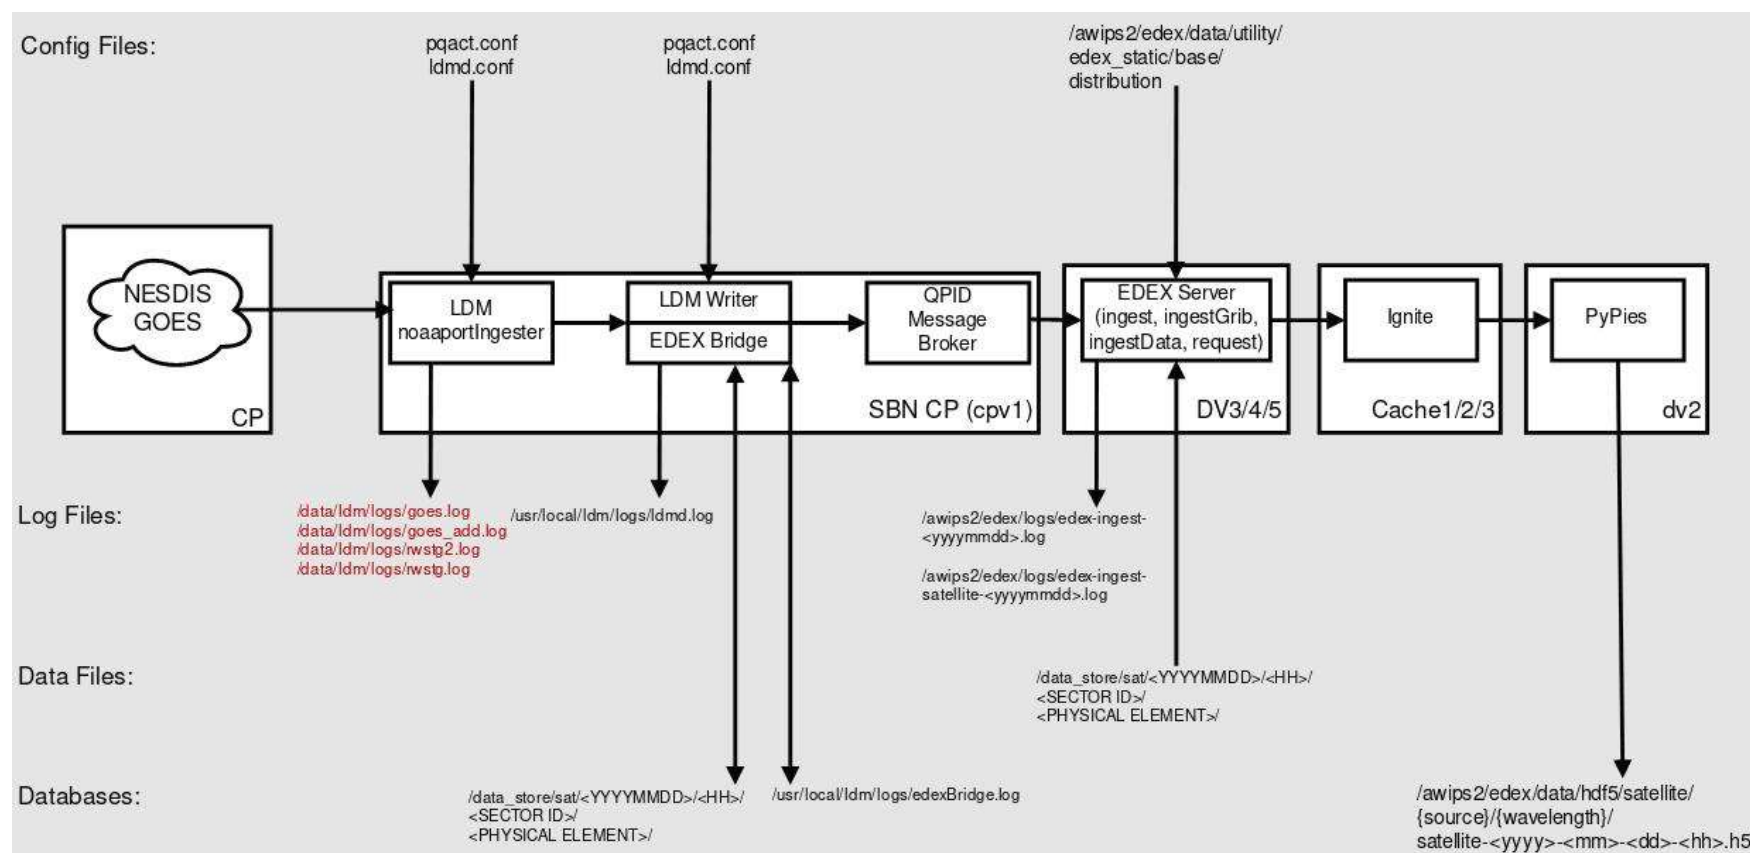 Config Files:
pqact.conf
ldmd.conf
pqact.conf
ldmd.conf
/awips2/edex/data/utility/
edex_static/base/
distribution
NESDIS
GOES
CP
LDM
noaaportIngester
LDM Writer
EDEX Bridge
QPID
Message
Broker
SBN CP (cpv1)
EDEX Server
(ingest, ingestGrib,
ingestData, request)
DV3/4/5
Ignite
Cache1/2/3
PyPies
dv2
Log Files:
/data/ldm/logs/goes.log
/data/ldm/logs/goes_add.log
/data/ldm/logs/nwstg2.log
/data/ldm/logs/nwstg.log
/usr/local/ldm/logs/ldmd.log
/awips2/edex/logs/edex-ingest-
<yyyymmdd>.log
/awips2/edex/logs/edex-ingest-
satellite-<yyyymmdd>.log
Data Files:
/data_store/sat/<YYYYMMDD>/<HH>/
<SECTOR ID>/
<PHYSICAL ELEMENT>/
Databases:
/data_store/sat/<YYYYMMDD>/<HH>/
<SECTOR ID>/
<PHYSICAL ELEMENT>/
/usr/local/ldm/logs/edexBridge.log
/awips2/edex/data/hdf5/satellite/
{source}/{wavelength}/
satellite-<yyyy>-<mm>-<dd>-<hh>.h5